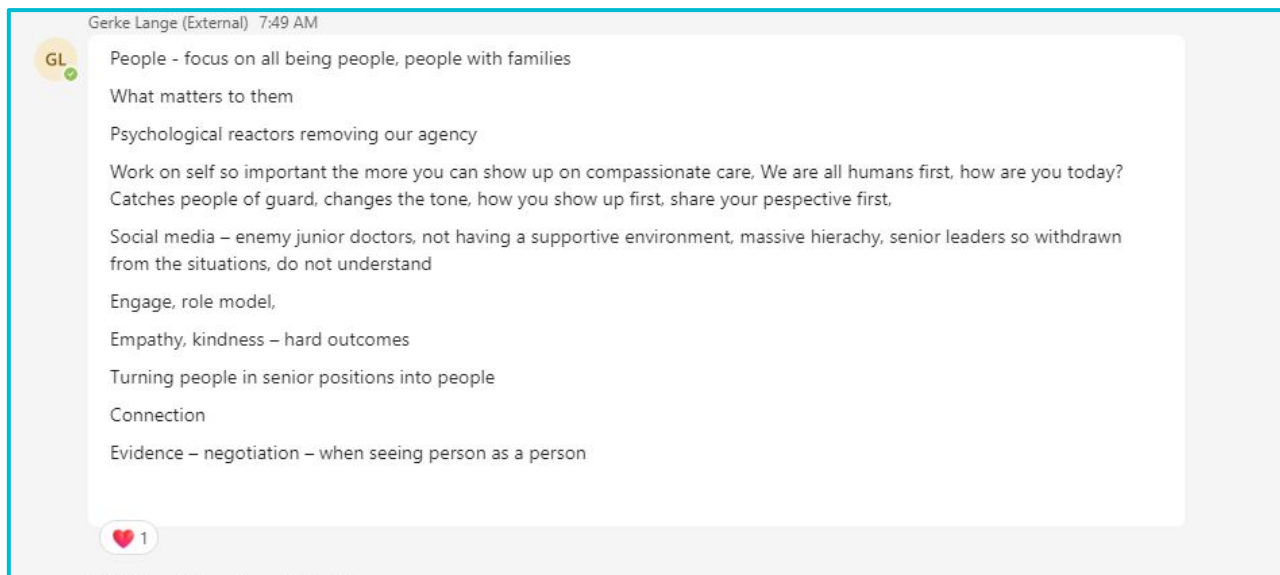 Gerke Lange (External) 7:49 AM
GL
People - focus on all being people, people with families
What matters to them
Psychological reactors removing our agency
Work on self so important the more you can show up on compassionate care, We are all humans first, how are you today?
Catches people of guard, changes the tone, how you show up first, share your pespective first,
Social media – enemy junior doctors, not having a supportive environment, massive hierachy, senior leaders so withdrawn
from the situations, do not understand
Engage, role model,
Empathy, kindness – hard outcomes
Turning people in senior positions into people
Connection
Evidence – negotiation – when seeing person as a person
1